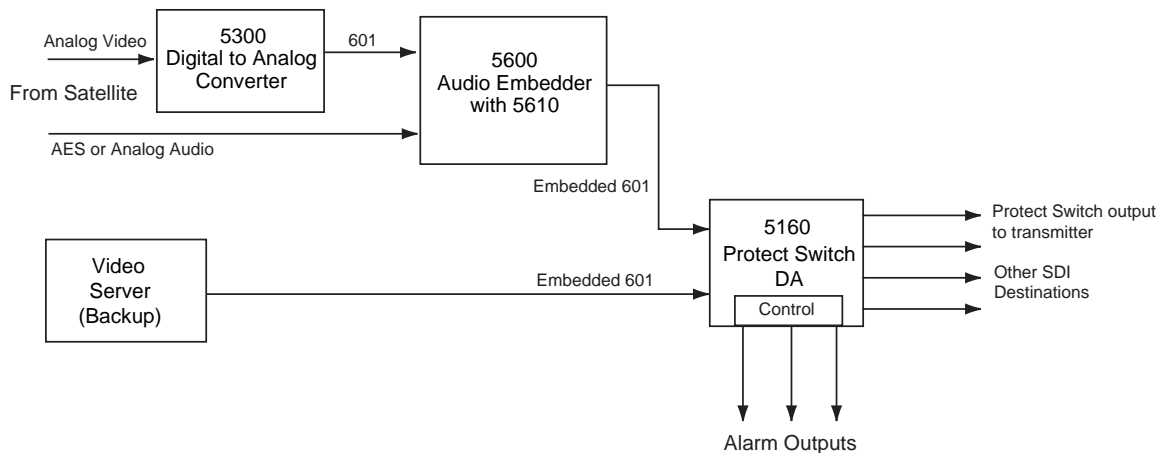 Analog Video
From Satellite
5300
Digital to Analog
Converter
601
AES or Analog Audio
5600
Audio Embedder
with 5610
Embedded 601
Video
Server
(Backup)
Embedded 601
5160
Protect Switch
DA
Control
Protect Switch output
to transmitter
Other SDI
Destinations
Alarm Outputs